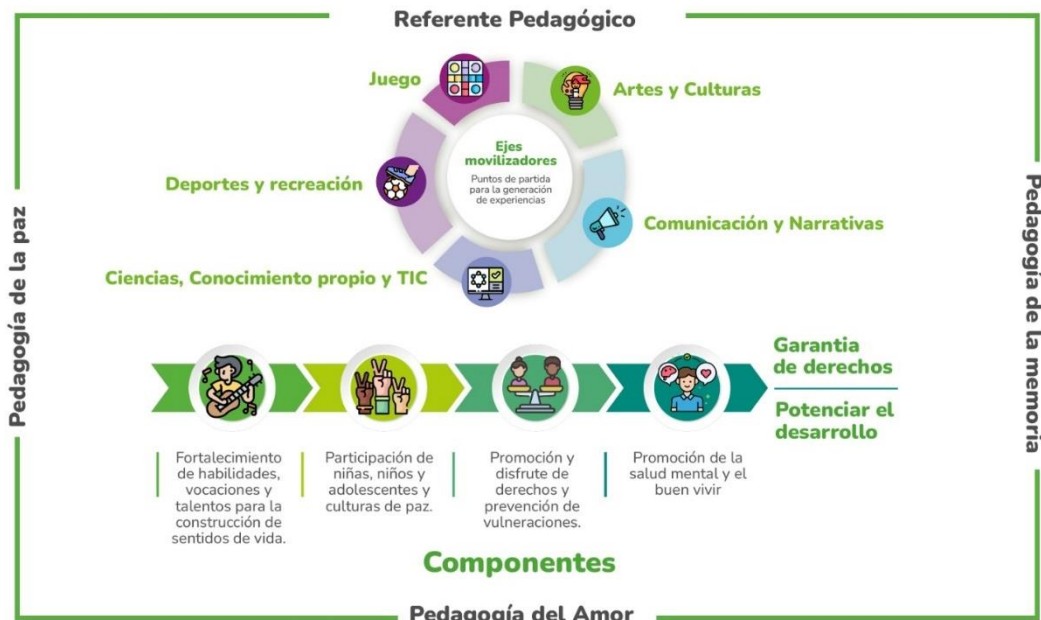 Referente Pedagógico
Juego
Artes y Culturas
Ejes
movilizadores
Puntos de partida
para la generación
de experiencias
Deportes y recreación
Comunicación y Narrativas
Ciencias, Conocimiento propio y TIC
Pedagogía de la paz
Pedagogía de la memoria
Garantia
de derechos
Potenciar el
desarrollo
Fortalecimiento
de habilidades,
vocaciones y
talentos para la
construcción de
sentidos de vida.
Participación de
niñas, niños y
adolescentes y
culturas de paz.
Promoción y
disfrute de
derechos y
prevención de
vulneraciones.
Promoción de la
salud mental y el
buen vivir
Componentes
Pedagogía del Amor